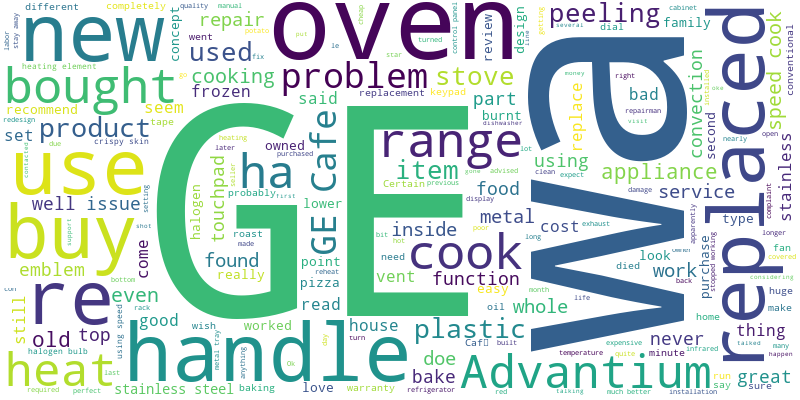 GE
wa
oven
new
bought
use
buy
re
heat
handle
ha
range
cook
replaced
Advantium
problem
stove
peeling
product
used
repair
concept
cooking
frozen
recommend
seem
set
tape
crispy skin
well
issue
emblem
even
still
old
top
come
good
worked
stainless steel
baking
found
really
halogen
touchpad
probably
roast
said
owned
GE Cafe
lower
point
pizza
read
house
love
warranty
wish
inside
item
using
food
metal
vent
function
easy
whole
plastic
doe
bake
cost
part
burnt
replacement
keypad
review
design
dial
family
replace
bad
convection
second
speed cook
stainless
conventional
appliance
service
type
look
fan
died
work
purchase
never
minute
thing
great
sure
run
say
huge
make
home
oil
need
completely
different
went
quality
manual
labor
stay away
heating element
fix
potato
put
cheap
turned
star
control panel
line
getting
several
cabinet
installed
money
right
repairman
visit
nearly
open
dishwasher
lot
clean
expect
damage
complaint
apparently
longer
covered
considering
stopped working
exhaust
display
previous
poor
long
gone
advised
Certain
bit
hot
first
purchased
heating
later
made
reheat
turn
due
redesign
contacted
support
setting
shot
bottom
rack
using speed
metal tray
anything
Ok
day
halogen bulb
last
required
perfect
refrigerator
built
month
life
back
temperature
infrared
talked
many
happen
expensive
quite
much better
installation
red
talking